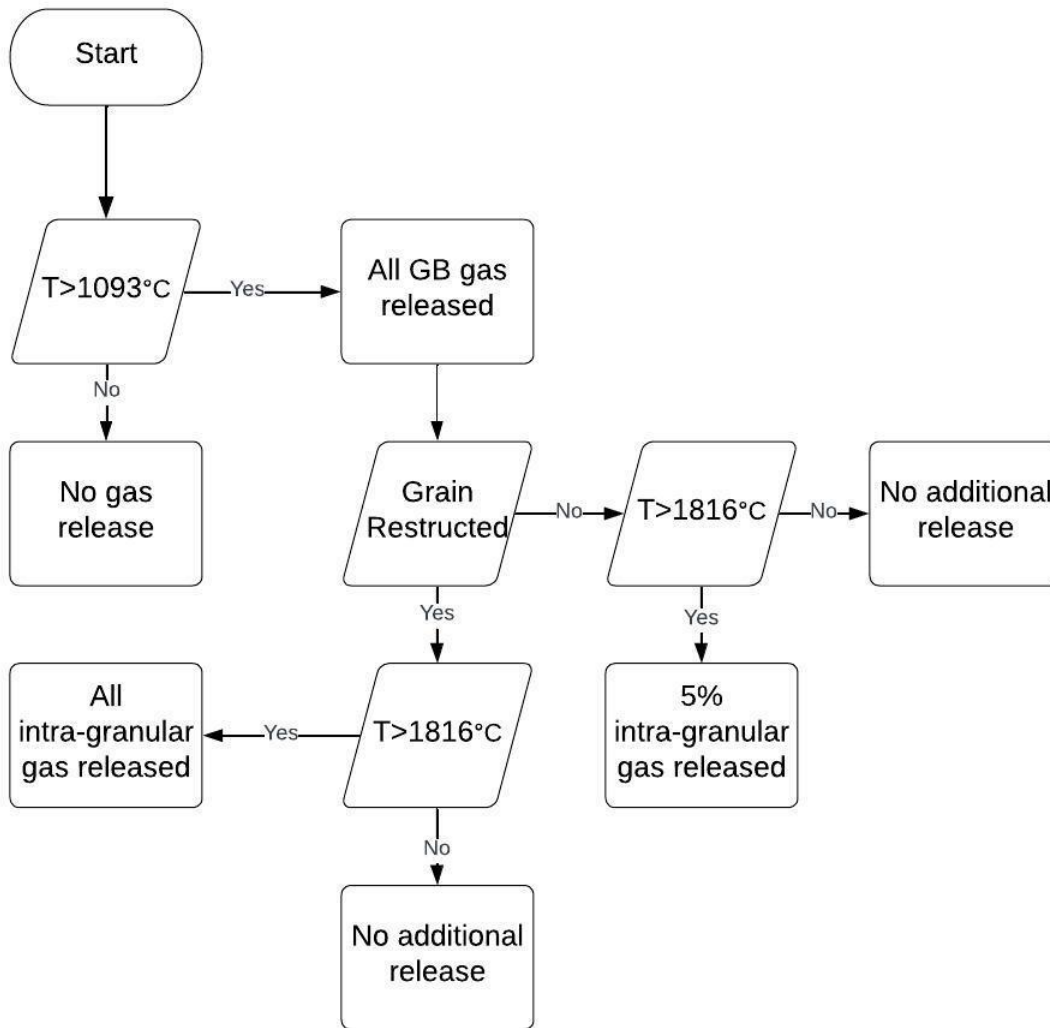 Start
T>1093°C
Yes
All GB gas
released
No
No gas
release
Grain
Restructed
No
T>1816°C
No
No additional
release
Yes
Yes
All
intra-granular
gas released
Yes
T>1816°C
5%
intra-granular
gas released
No
No additional
release